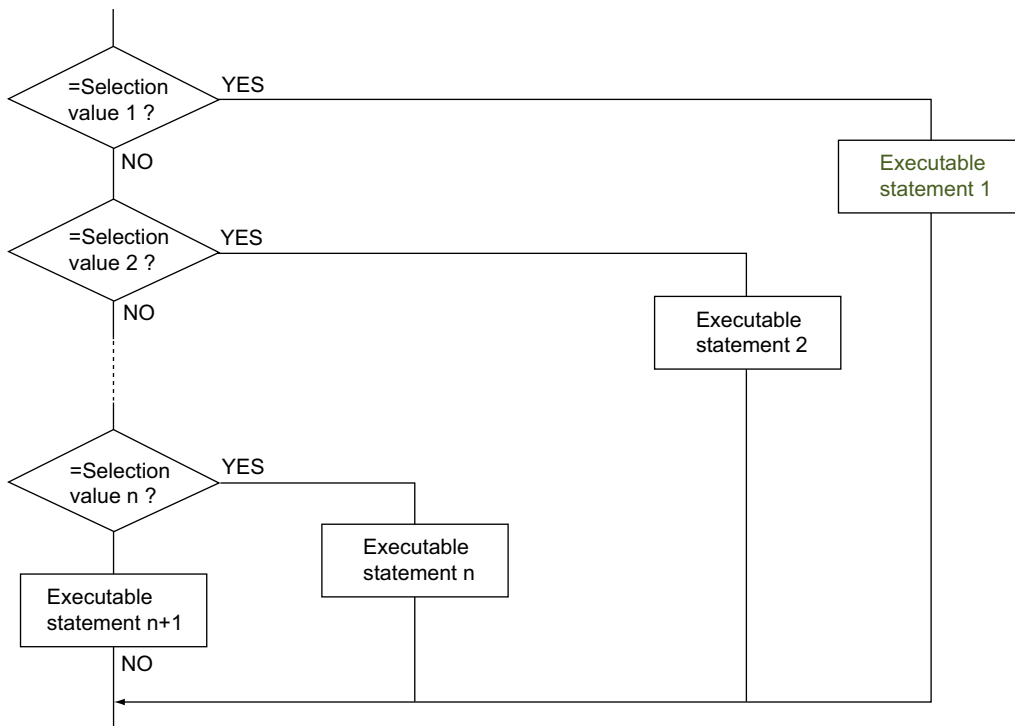 =Selection
value 1 ?
YES
NO
Executable
statement 1
=Selection
value 2 ?
YES
NO
Executable
statement 2
=Selection
value n ?
YES
Executable
statement n
Executable
statement n+1
NO